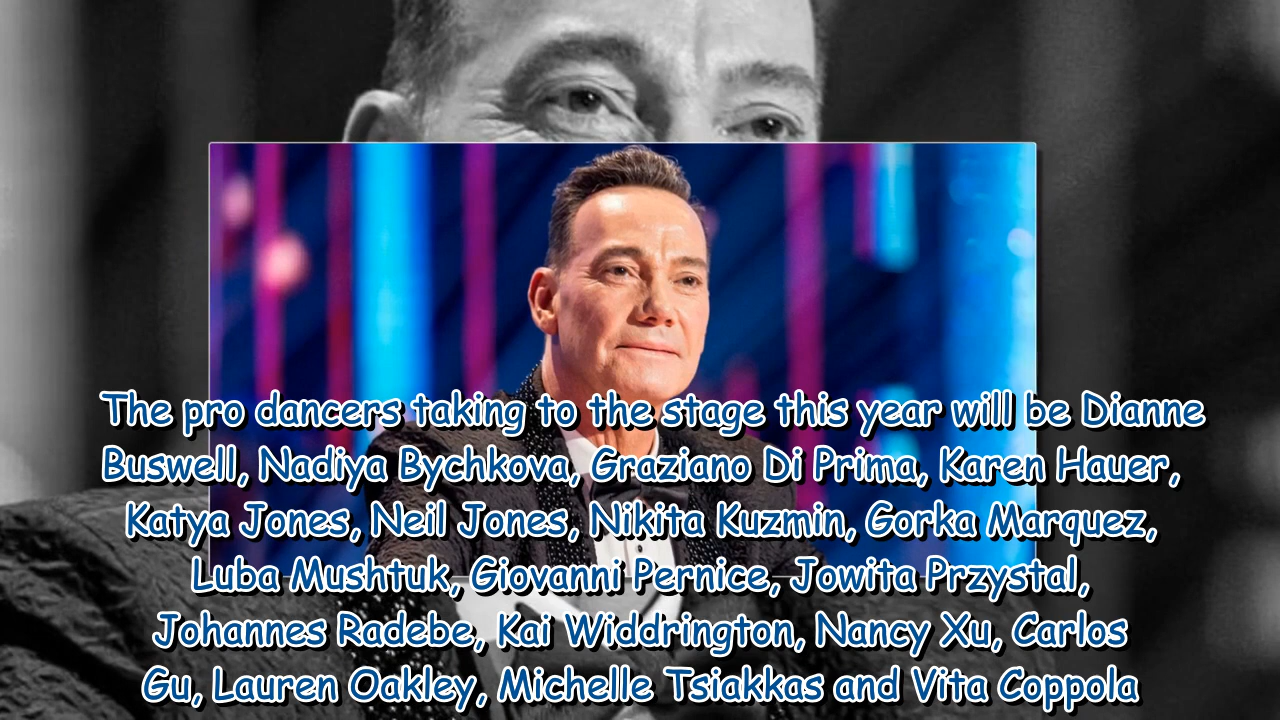 The pro dancers taking to the stage this year will be Dianne
Buswell, Nadiya Bychkova, Graziano Di Prima, Karen Hauer,
Katya Jones, Neil Jones, Nikita Kuzmin, Gorka Marquez,
Luba Mushtuk, Giovanni Pernice, Jowita Przystal,
Johannes Radebe, Kai Widdrington, Nancy Xu, Carlos
Gu, Lauren Oakley, Michelle Tsiakkas and Vita Coppola